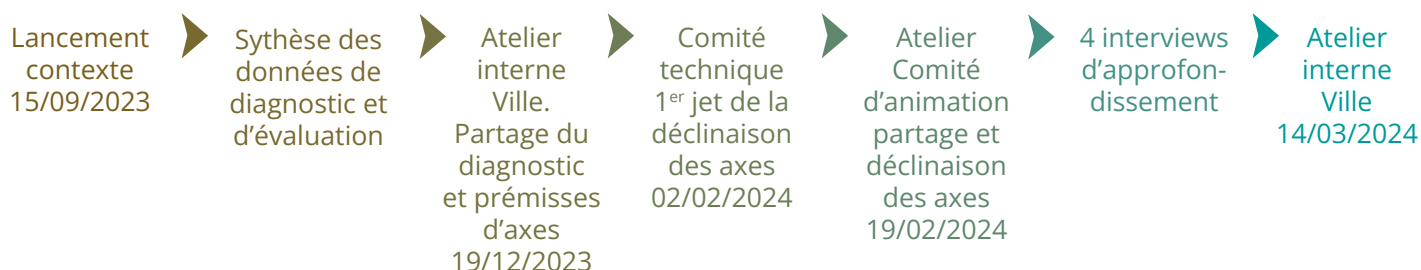 Lancement
contexte
15/09/2023
Sythèse des
données de
diagnostic et
d’évaluation
Atelier
interne
Ville.
Partage du
diagnostic
et prémisses
d’axes
19/12/2023
Comité
technique
1er jet de la
déclinaison
des axes
02/02/2024
Atelier
Comité
d’animation
partage et
déclinaison
des axes
19/02/2024
4 interviews
d’approfon-
dissement
Atelier
interne
Ville
14/03/2024